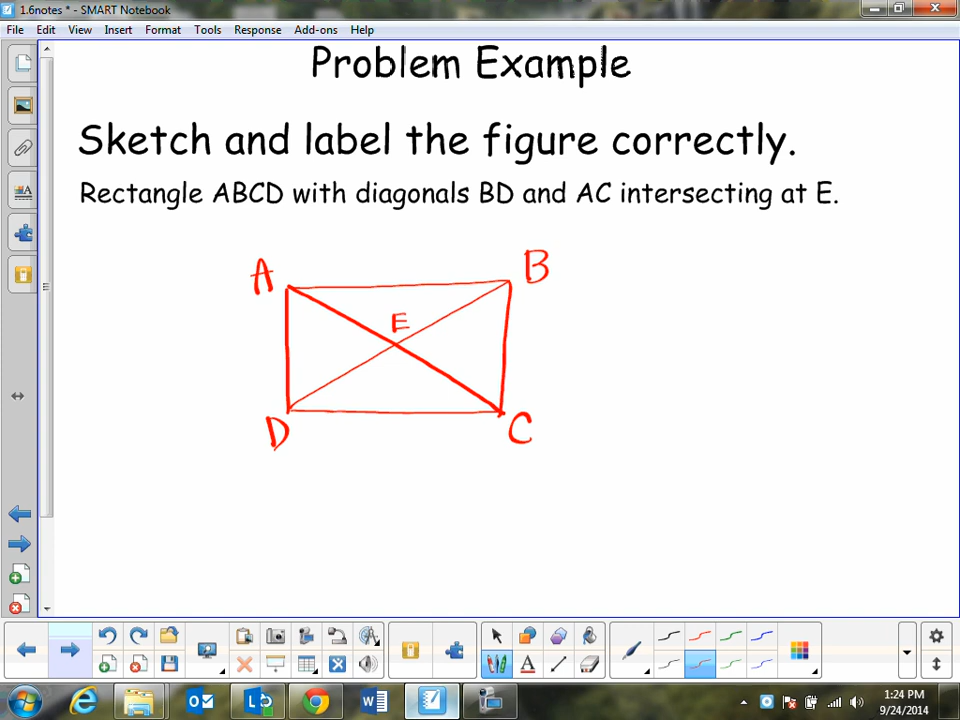 1.6notes * - SMART Notebook
File Edit View Insert Format Tools Response Add-ons Help
Problem Example
Sketch and label the figure correctly.
Rectangle ABCD with diagonals BD and AC intersecting at E.
A
B
E
D
C
1:24 PM
9/24/2014